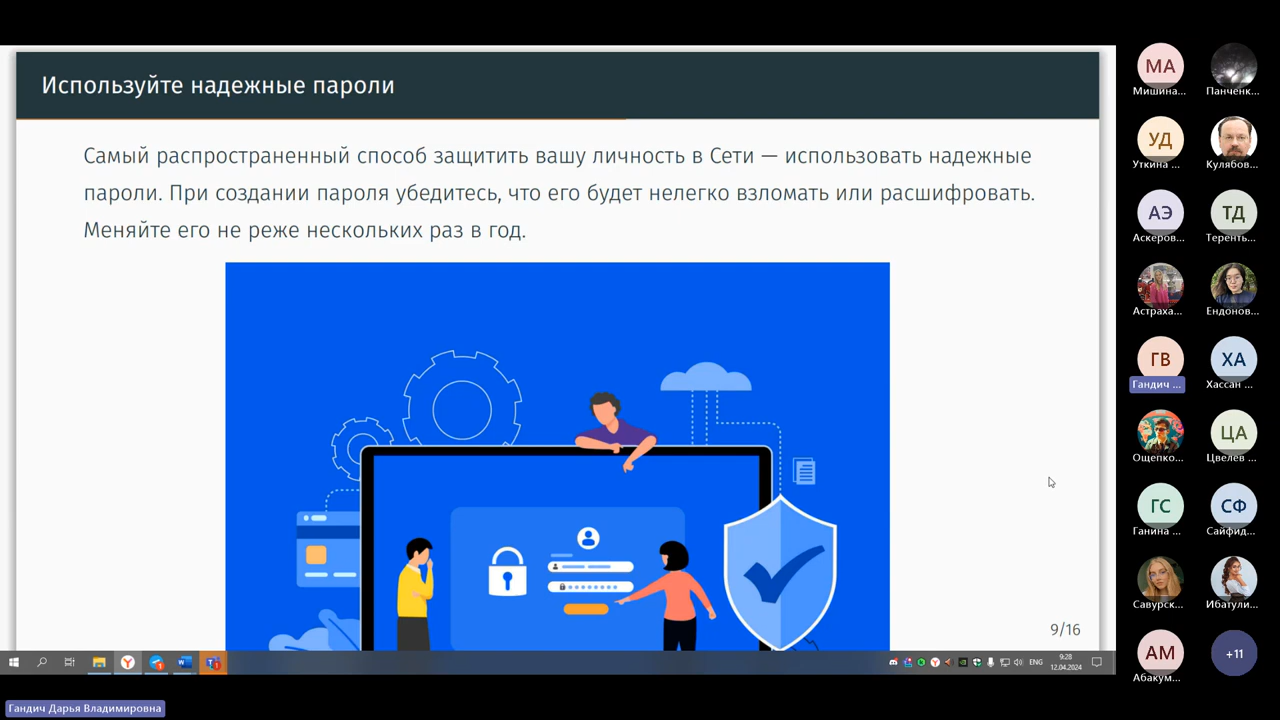 Используйте надежные пароли
Самый распространенный способ защитить вашу личность в Сети — использовать надежные
пароли. При создании пароля убедитесь, что его будет нелегко взломать или расшифровать.
Меняйте его не реже нескольких раз в год.
9/16
ENG
9:28
12.04.2024
МА
Мишина...
Панченк...
УД
Уткина ...
Кулябов...
АЭ
Аскеров...
ТД
Теренть...
Астраха...
Ендонов...
ГВ
Гандич ...
ХА
Хассан ...
Ощепко...
ЦА
Цвелев ...
ГС
Ганина ...
СФ
Сайфид...
Савурск...
Ибатули...
АМ
Абакум...
+11
Гандич Дарья Владимировна